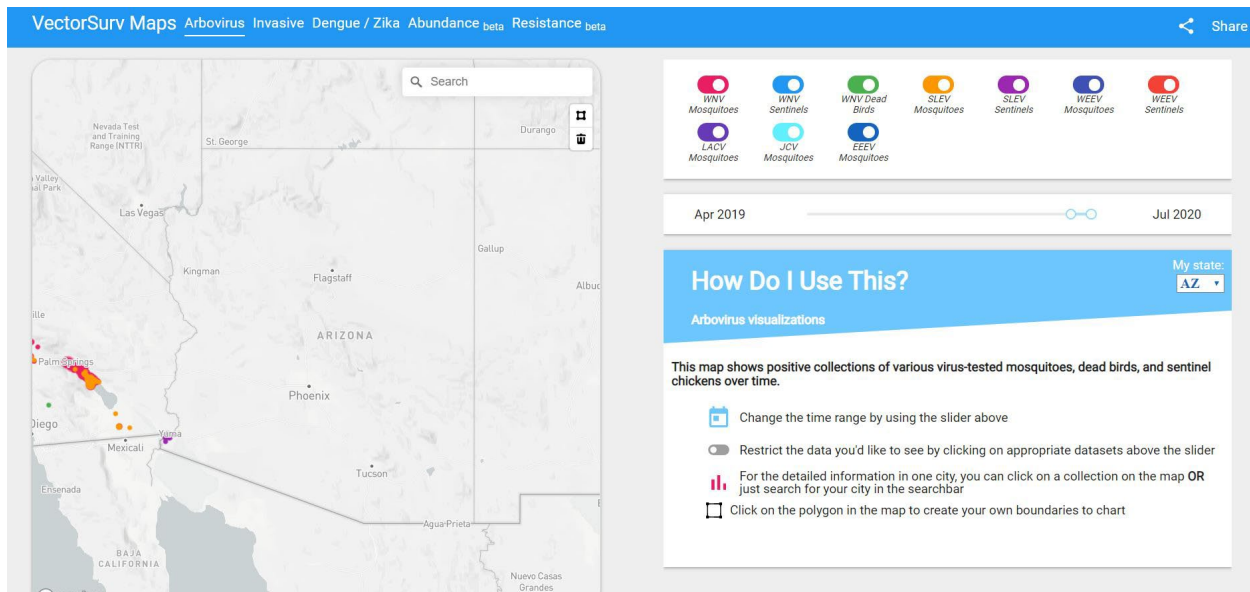 VectorSurv Maps Arbovirus Invasive Dengue / Zika Abundance beta Resistance beta
Share
Search
Nevada Test
and Training
Range (NTTR)
St. George
Durango
Valley
al Park
Las Vegas
Kingman
Flagstaff
Gallup
Albuc
ille
ARIZONA
Palm Springs
Phoenix
Diego
Yuma
Mexicali
Ensenada
Tucson
Agua Prieta
BAJA
CALIFORNIA
Nuevo Casas
Grandes
WNV
Mosquitoes
WNV
Sentinels
WNV Dead
Birds
SLEV
Mosquitoes
SLEV
Sentinels
WEEV
Mosquitoes
WEEV
Sentinels
LACV
Mosquitoes
JCV
Mosquitoes
EEEV
Mosquitoes
Apr 2019
Jul 2020
How Do I Use This?
My state:
AZ
Arbovirus visualizations
This map shows positive collections of various virus-tested mosquitoes, dead birds, and sentinel
chickens over time.
Change the time range by using the slider above
Restrict the data you'd like to see by clicking on appropriate datasets above the slider
For the detailed information in one city, you can click on a collection on the map OR
just search for your city in the searchbar
Click on the polygon in the map to create your own boundaries to chart